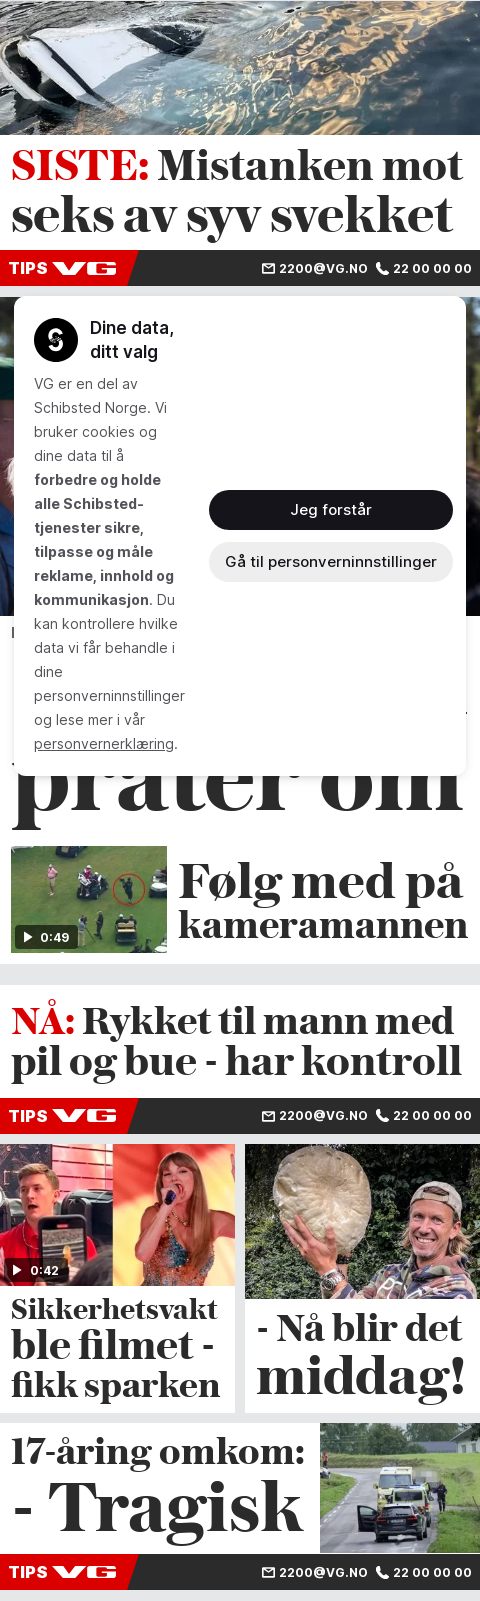 SISTE: Mistanken mot
seks av syv svekket
TIPS VG 2200@VG.NO 22 00 00 00
Dine data,
ditt valg
VG er en del av
Schibsted Norge. Vi
bruker cookies og
dine data til å
forbedre og holde
alle Schibsted-
tjenester sikre,
tilpasse og måle
reklame, innhold og
kommunikasjon. Du
kan kontrollere hvilke
data vi får behandle i
dine
personverninnstillinger
og lese mer i vår
personvernerklæring.
Jeg forstår
Gå til personverninnstillinger
prater om
0:49
Følg med på
kameramannen
NÅ: Rykket til mann med
pil og bue - har kontroll
TIPS VG 2200@VG.NO 22 00 00 00
0:42
Sikkerhetsvakt
ble filmet -
fikk sparken
- Nå blir det
middag!
17-åring omkom:
- Tragisk
TIPS VG 2200@VG.NO 22 00 00 00